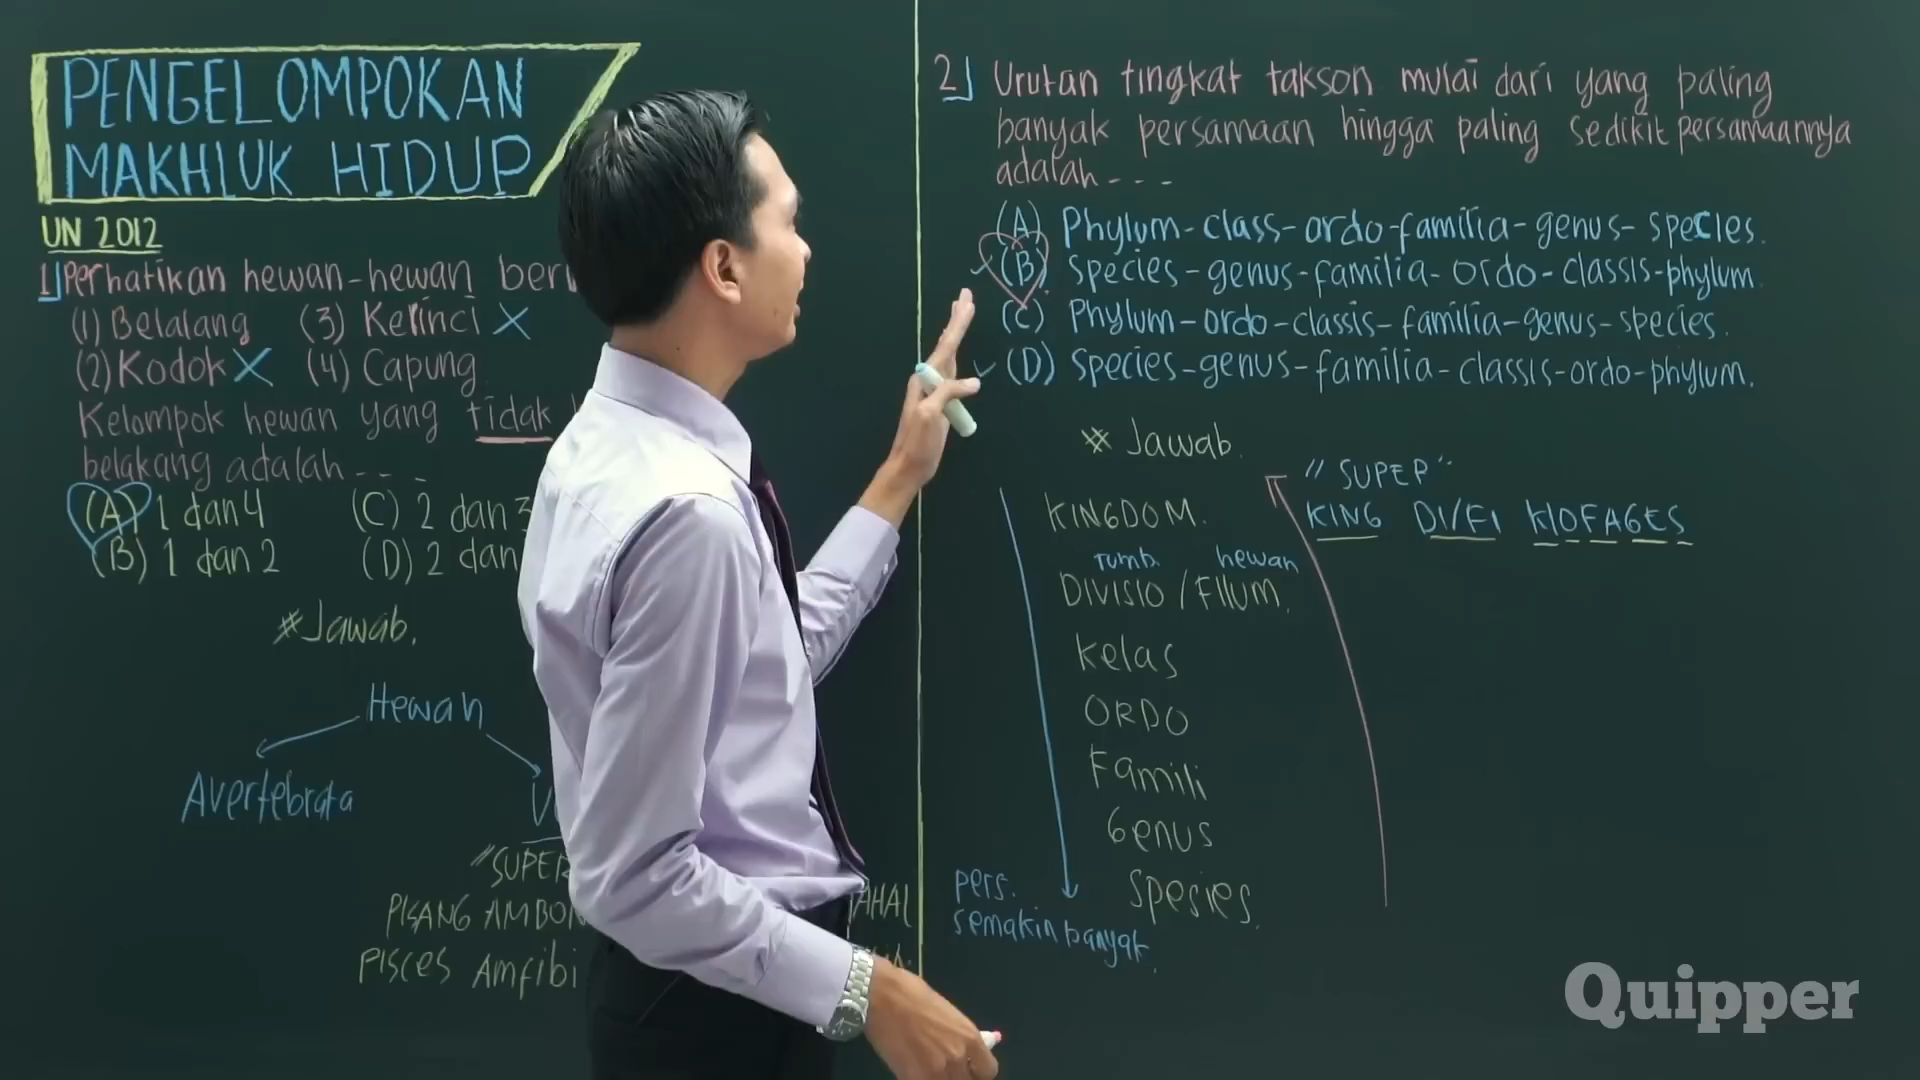 PENGELOMPOKAN
MAKHLUK HIDUP
UN 2012
1] Perhatikan hewan-hewan
(1) Belalang (3) Kelinci X
(2) Kodok X (4) Capung
Kelompok hewan yang tidak
belakang adalah - - -
(A) 1 dan 4 (C) 2 dan 3
(B) 1 dan 2 (D) 2 dan
* Jawab.
Hewan
Avertebrata
"SUPER
PISANG AMBON
PISCES AMFIBI
2] Urutan tingkat takson mulai dari yang paling
banyak persamaan hingga paling sedikit persamaannya
adalah - - -
(A) Phylum-class-ordo-familia-genus-species.
(B) Species-genus-familia-ordo-classis-phylum.
(C) Phylum-ordo-classis-familia-genus-species.
(D) Species-genus-familia-classis-ordo-phylum.
* Jawab.
"SUPER"
KING DI/FI KIOFAGES
KINGDOM.
Tumb. hewan
DIVISIO / FIIUM.
Kelas
ORDO
Famili
Genus
Spesies.
pers.
semakin banyak.
Quipper